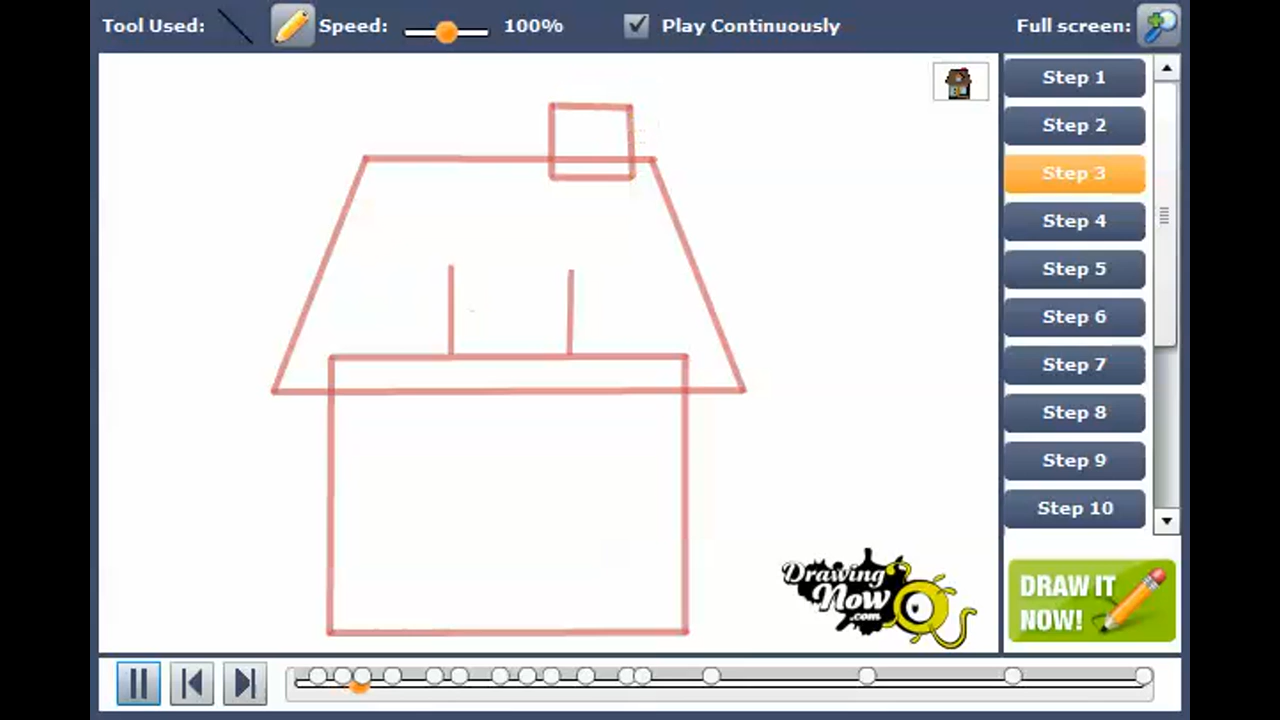 Tool Used:
Speed:
100%
Play Continuously
Full screen:
Step 1
Step 2
Step 3
Step 4
Step 5
Step 6
Step 7
Step 8
Step 9
Step 10
Drawing
Now
.com
DRAW IT
NOW!